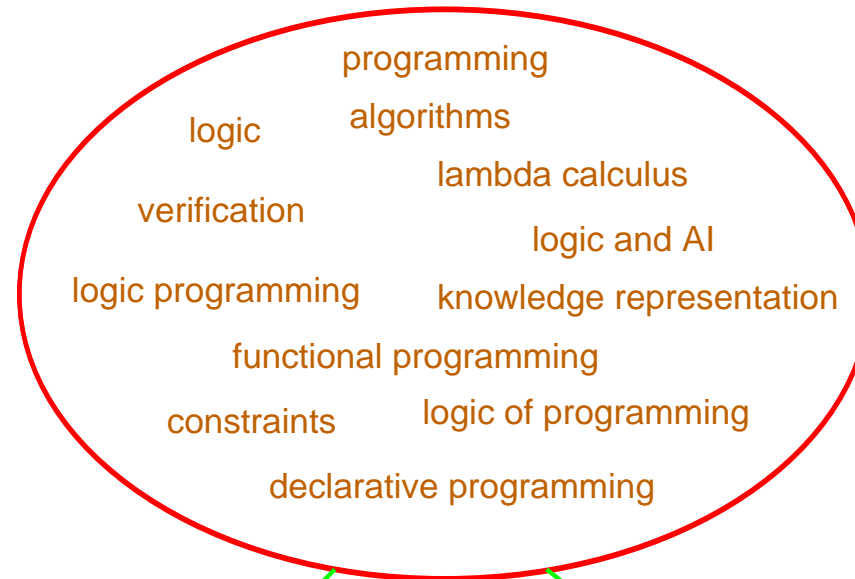 programming
algorithms
logic
lambda calculus
verification
logic and AI
logic programming
knowledge representation
functional programming
constraints
logic of programming
declarative programming